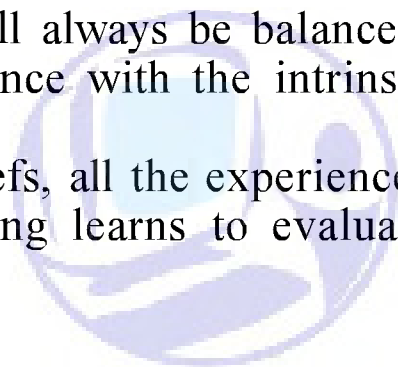 ll always be balance
nce with the intrins
efs, all the experience
ng learns to evalua